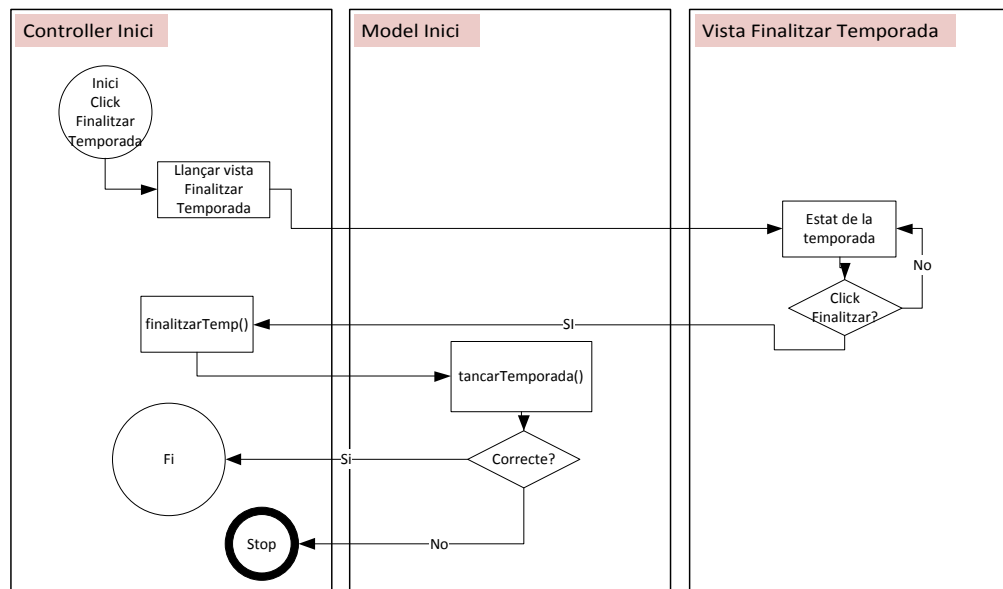 Controller Inici
Model Inici
Vista Finalitzar Temporada
Inici
Click
Finalitzar
Temporada
Llançar vista
Finalitzar
Temporada
Estat de la
temporada
No
Click
Finalitzar?
SI
finalitzarTemp()
tancarTemporada()
Correcte?
Si
Fi
No
Stop